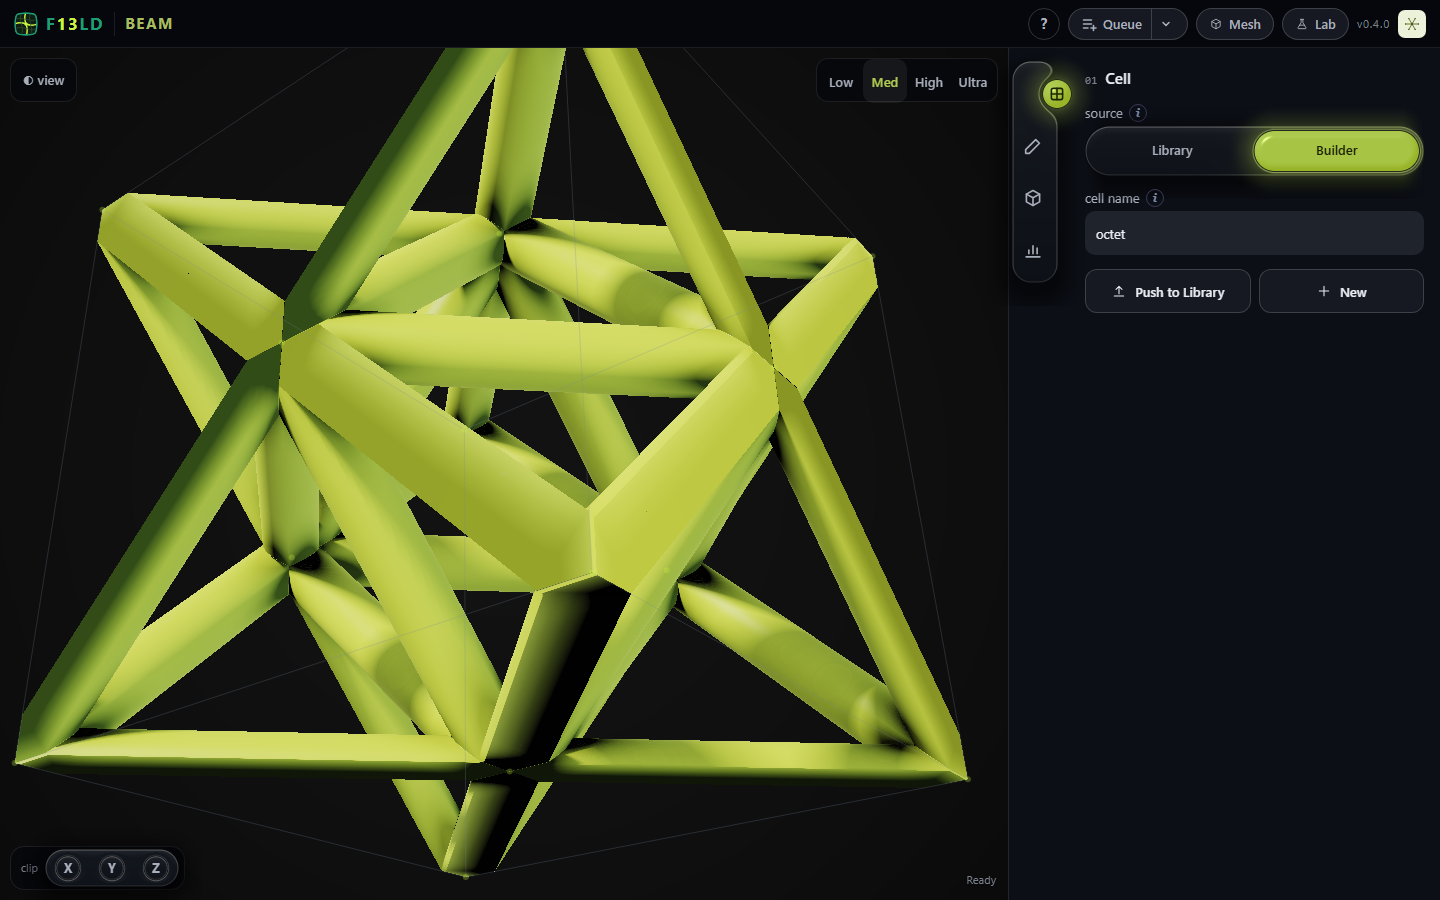 F13LD BEAM
? Queue Mesh Lab v0.4.0
view
Low Med High Ultra
01 Cell
source i
Library Builder
cell name i
octet
Push to Library + New
clip X Y Z
Ready